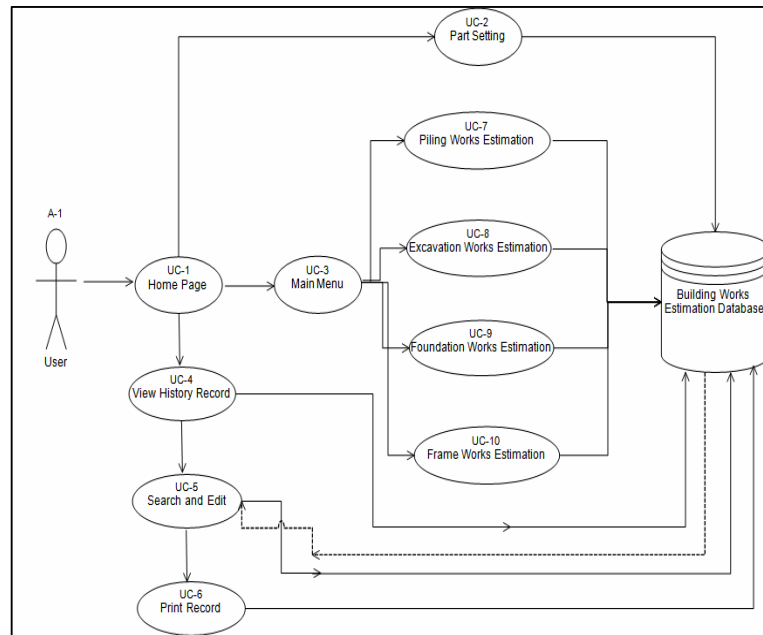 UC-2
Part Setting
UC-7
Piling Works Estimation
A-1
User
UC-1
Home Page
UC-3
Main Menu
UC-8
Excavation Works Estimation
Building Works
Estimation Database
UC-9
Foundation Works Estimation
UC-4
View History Record
UC-10
Frame Works Estimation
UC-5
Search and Edit
UC-6
Print Record